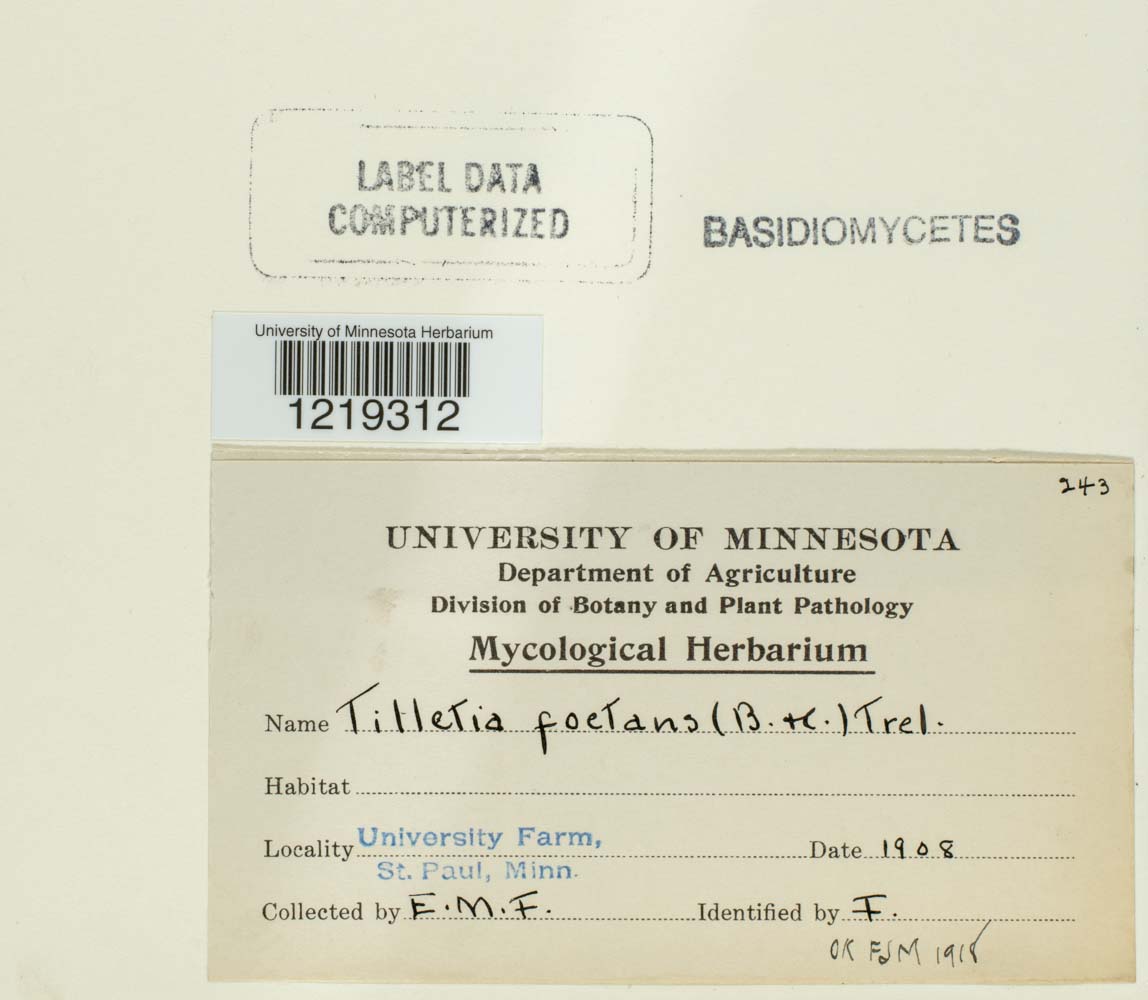 LABEL DATA
COMPUTERIZED
BASIDIOMYCETES
University of Minnesota Herbarium
1219312
243
UNIVERSITY OF MINNESOTA
Department of Agriculture
Division of Botany and Plant Pathology
Mycological Herbarium
Name Tilletia foetans (B. & C.) Trel.
Habitat
Locality University Farm,
St. Paul, Minn.
Date 1908
Collected by E. M. F.
Identified by F.
OK FSM 1918